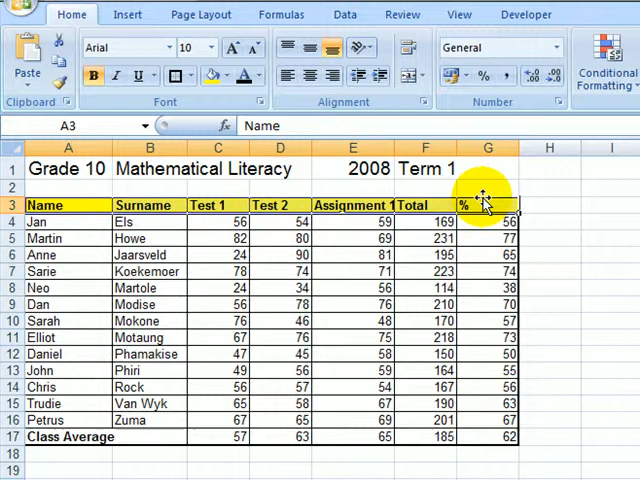 Home Insert Page Layout Formulas Data Review View Developer
Arial 10 A A General
Paste B I U A % , .0 .00 .00 .0 Conditional Formatting
Clipboard Font Alignment Number
A3 fx Name
A B C D E F G H I
1 Grade 10 Mathematical Literacy 2008 Term 1
2
3 Name Surname Test 1 Test 2 Assignment 1 Total %
4 Jan Els 56 54 59 169 56
5 Martin Howe 82 80 69 231 77
6 Anne Jaarsveld 24 90 81 195 65
7 Sarie Koekemoer 78 74 71 223 74
8 Neo Martole 24 34 56 114 38
9 Dan Modise 56 78 76 210 70
10 Sarah Mokone 76 46 48 170 57
11 Elliot Motaung 67 76 75 218 73
12 Daniel Phamakise 47 45 58 150 50
13 John Phiri 49 56 59 164 55
14 Chris Rock 56 57 54 167 56
15 Trudie Van Wyk 65 58 67 190 63
16 Petrus Zuma 67 65 69 201 67
17 Class Average 57 63 65 185 62
18
19